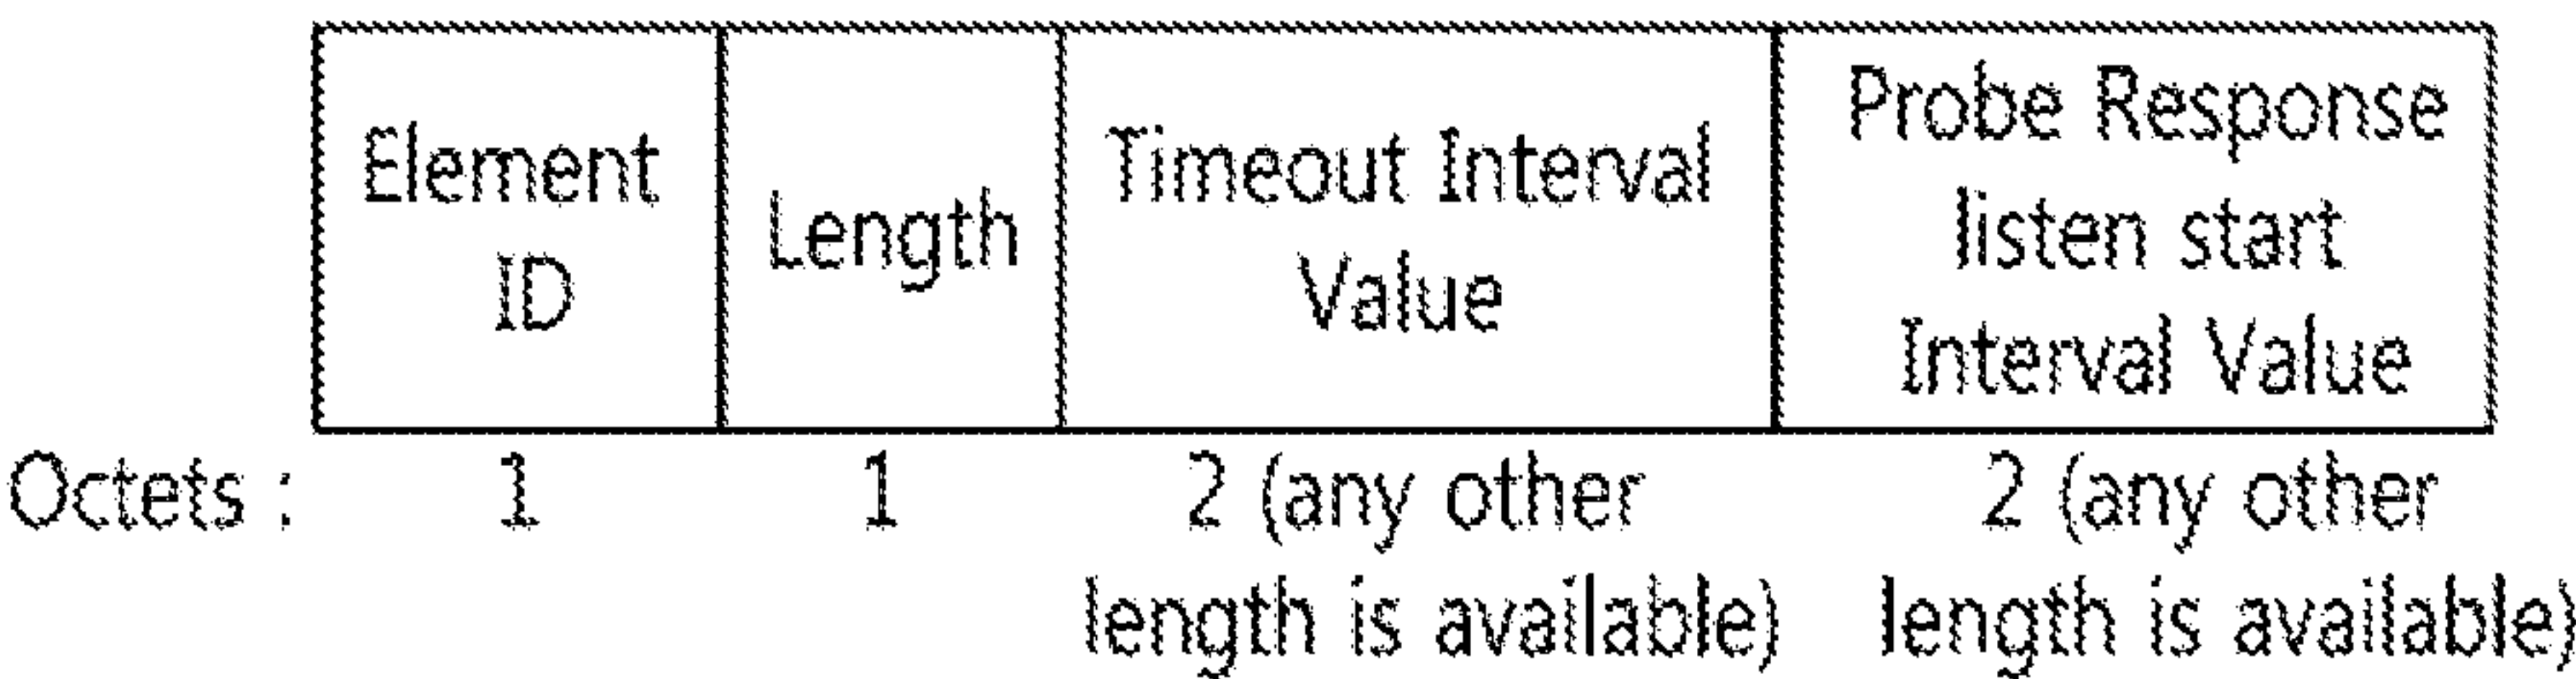 Element
ID
Length
Timeout Interval
Value
Probe Response
listen start
Interval Value
Octets : 1 1 2 (any other
length is available) 2 (any other
length is available)